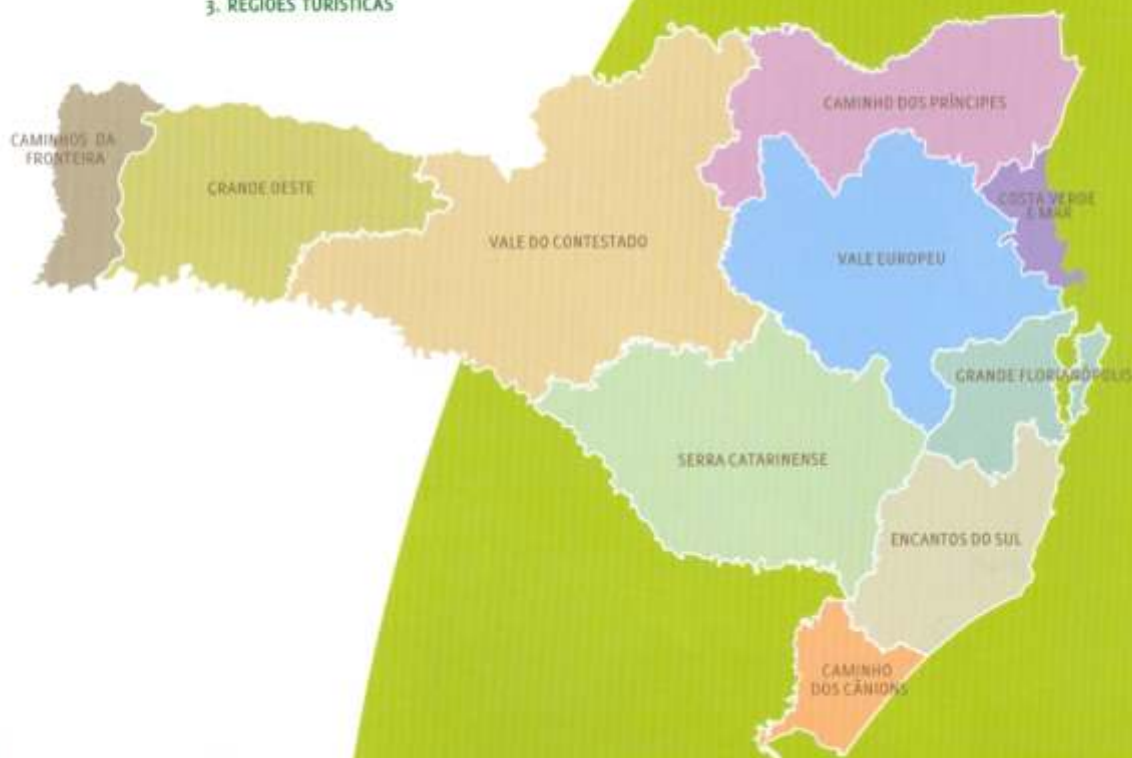 3. REGIÕES TURÍSTICAS
CAMINHO DOS PRÍNCIPES
CAMINHOS DA
FRONTEIRA
GRANDE OESTE
COSTA VERDE
E MAR
VALE DO CONTESTADO
VALE EUROPEU
GRANDE FLORIANÓPOLIS
SERRA CATARINENSE
ENCANTOS DO SUL
CAMINHO
DOS CÂNIONS